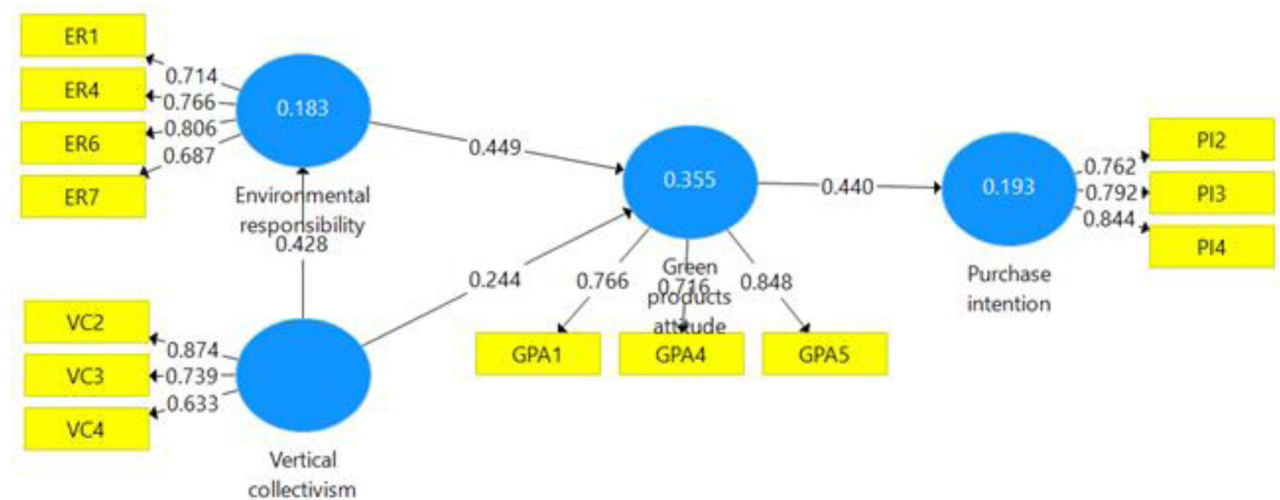 ER1
ER4
ER6
ER7
0.714
0.766
0.806
0.687
0.183
Environmental
responsibility
0.428
0.449
0.244
VC2
VC3
VC4
0.874
0.739
0.633
Vertical
collectivism
0.355
Green
products
attitude
0.766
0.716
0.848
GPA1
GPA4
GPA5
0.440
0.193
Purchase
intention
0.762
0.792
0.844
PI2
PI3
PI4